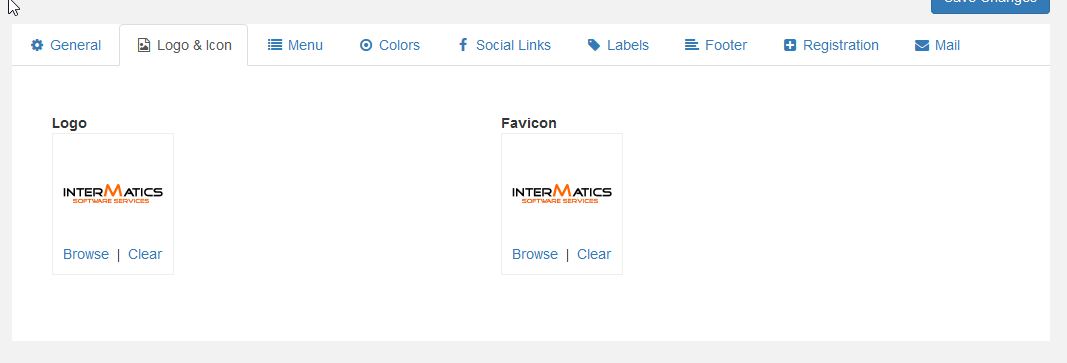 Save Changes
General Logo & Icon Menu Colors Social Links Labels Footer Registration Mail
Logo Favicon
INTERMATICS INTERMATICS
SOFTWARE SERVICES SOFTWARE SERVICES
Browse | Clear Browse | Clear